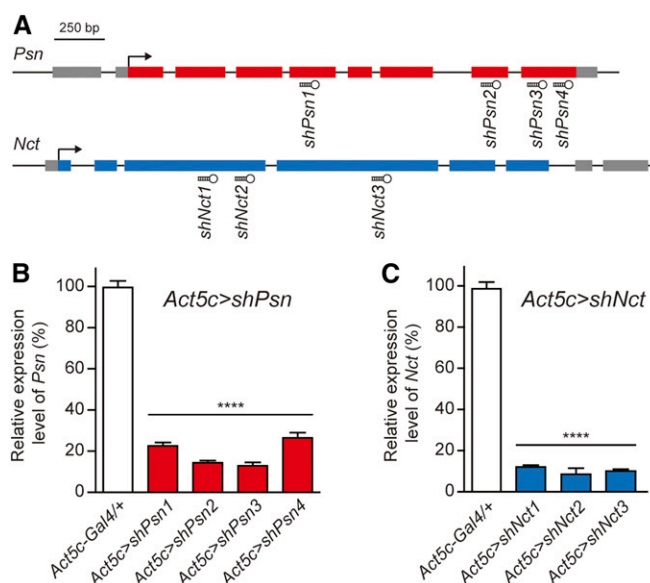 A
250 bp
Psn
shPsn1
shPsn2
shPsn3
shPsn4
Nct
shNct1
shNct2
shNct3
B
Act5c>shPsn
Relative expression
level of Psn (%)
100
80
60
40
20
0
****
Act5c-Gal4/+
Act5c>shPsn1
Act5c>shPsn2
Act5c>shPsn3
Act5c>shPsn4
C
Act5c>shNct
Relative expression
level of Nct (%)
100
80
60
40
20
0
****
Act5c-Gal4/+
Act5c>shNct1
Act5c>shNct2
Act5c>shNct3